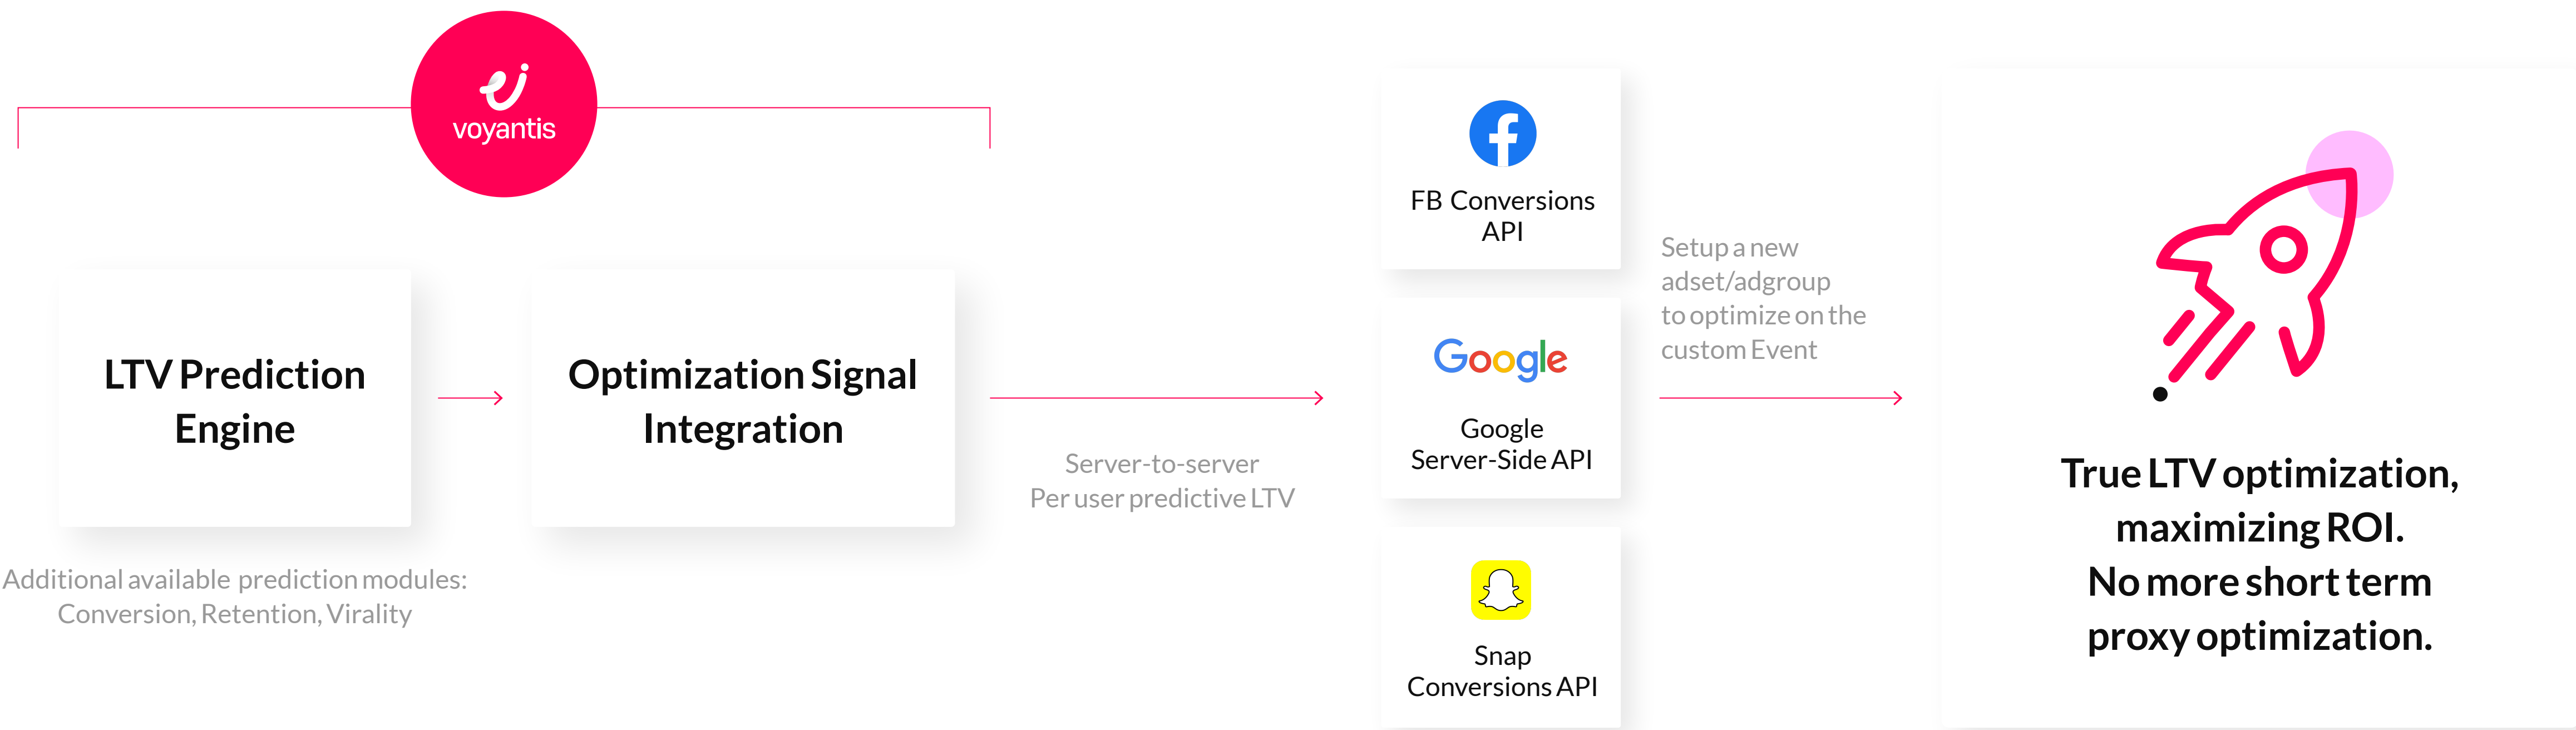 voyantis
LTV Prediction
Engine
Additional available prediction modules:
Conversion, Retention, Virality
Optimization Signal
Integration
Server-to-server
Per user predictive LTV
FB Conversions
API
Google
Google
Server-Side API
Snap
Conversions API
Setup a new
adset/adgroup
to optimize on the
custom Event
True LTV optimization,
maximizing ROI.
No more short term
proxy optimization.